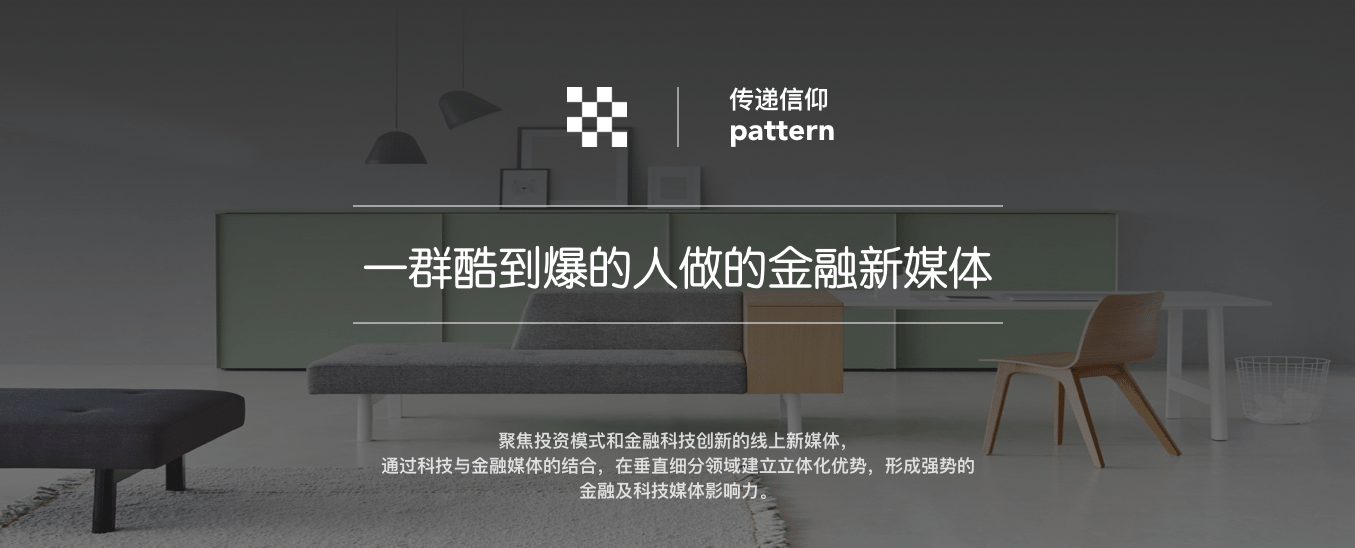 传递信仰
pattern
一群酷到爆的人做的金融新媒体
聚焦投资模式和金融科技创新的线上新媒体，
通过科技与金融媒体的结合，在垂直细分领域建立立体化优势，形成强势的
金融及科技媒体影响力。